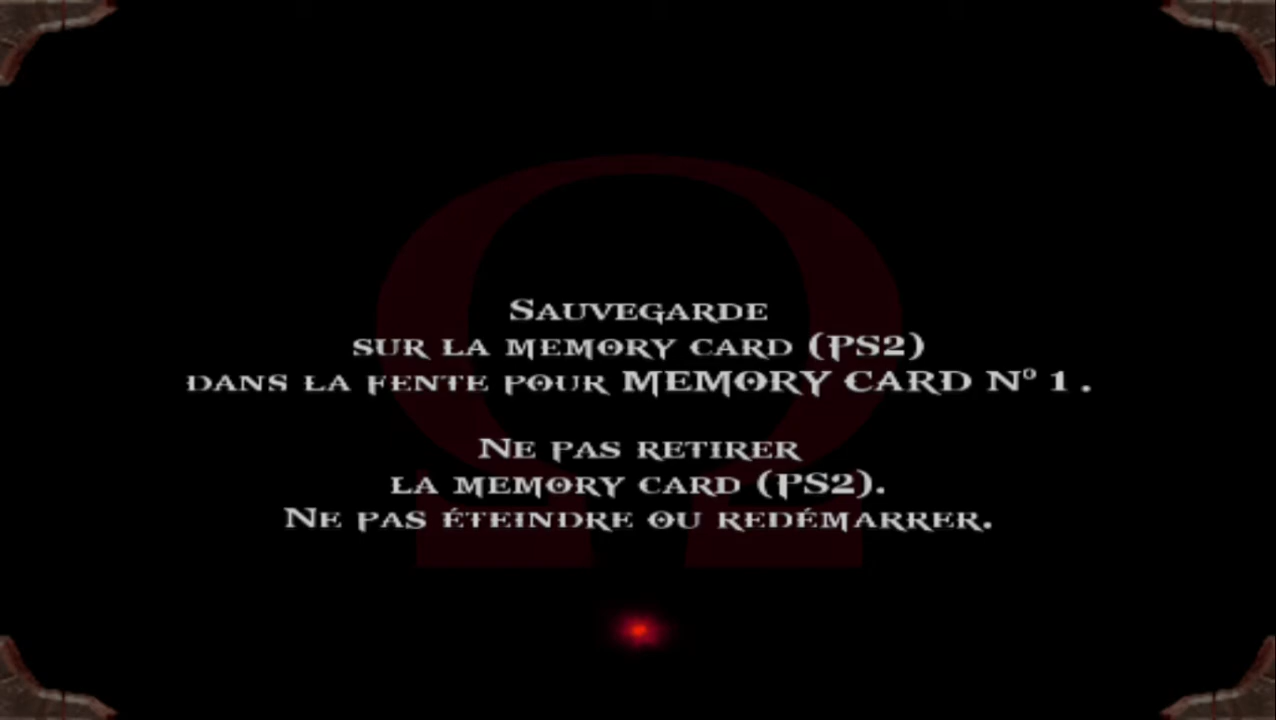 Sauvegarde
sur la memory card (PS2)
dans la fente pour MEMORY CARD Nº 1.
Ne pas retirer
la memory card (PS2).
Ne pas éteindre ou redémarrer.
Ω